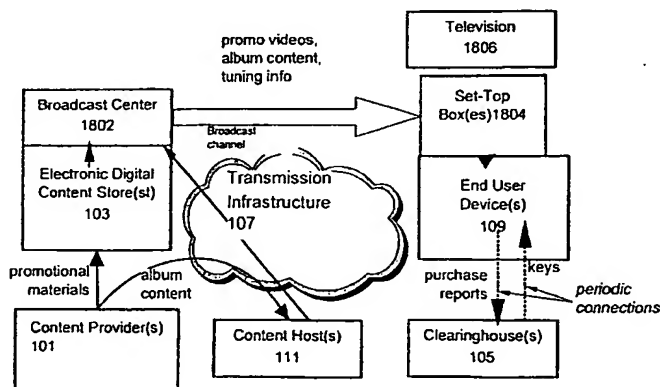 promo videos,
album content,
tuning info
Television
1806
Broadcast Center
1802
Set-Top
Box(es)1804
Broadcast
channel
Electronic Digital
Content Store(st
103
Transmission
Infrastructure
107
End User
Device(s)
109
promotional
materials
album
content
purchase
reports
keys
periodic
connections
Content Provider(s)
101
Content Host(s)
111
Clearinghouse(s)
105